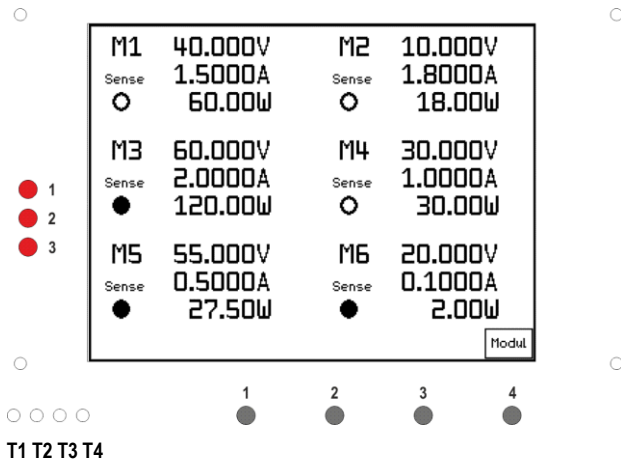 M1 40.000V M2 10.000V
Sense 1.5000A Sense 1.8000A
60.00W 18.00W
M3 60.000V M4 30.000V
Sense 2.0000A Sense 1.0000A
120.00W 30.00W
M5 55.000V M6 20.000V
Sense 0.5000A Sense 0.1000A
27.50W 2.00W
Modul
1
2
3
1 2 3 4
T1 T2 T3 T4